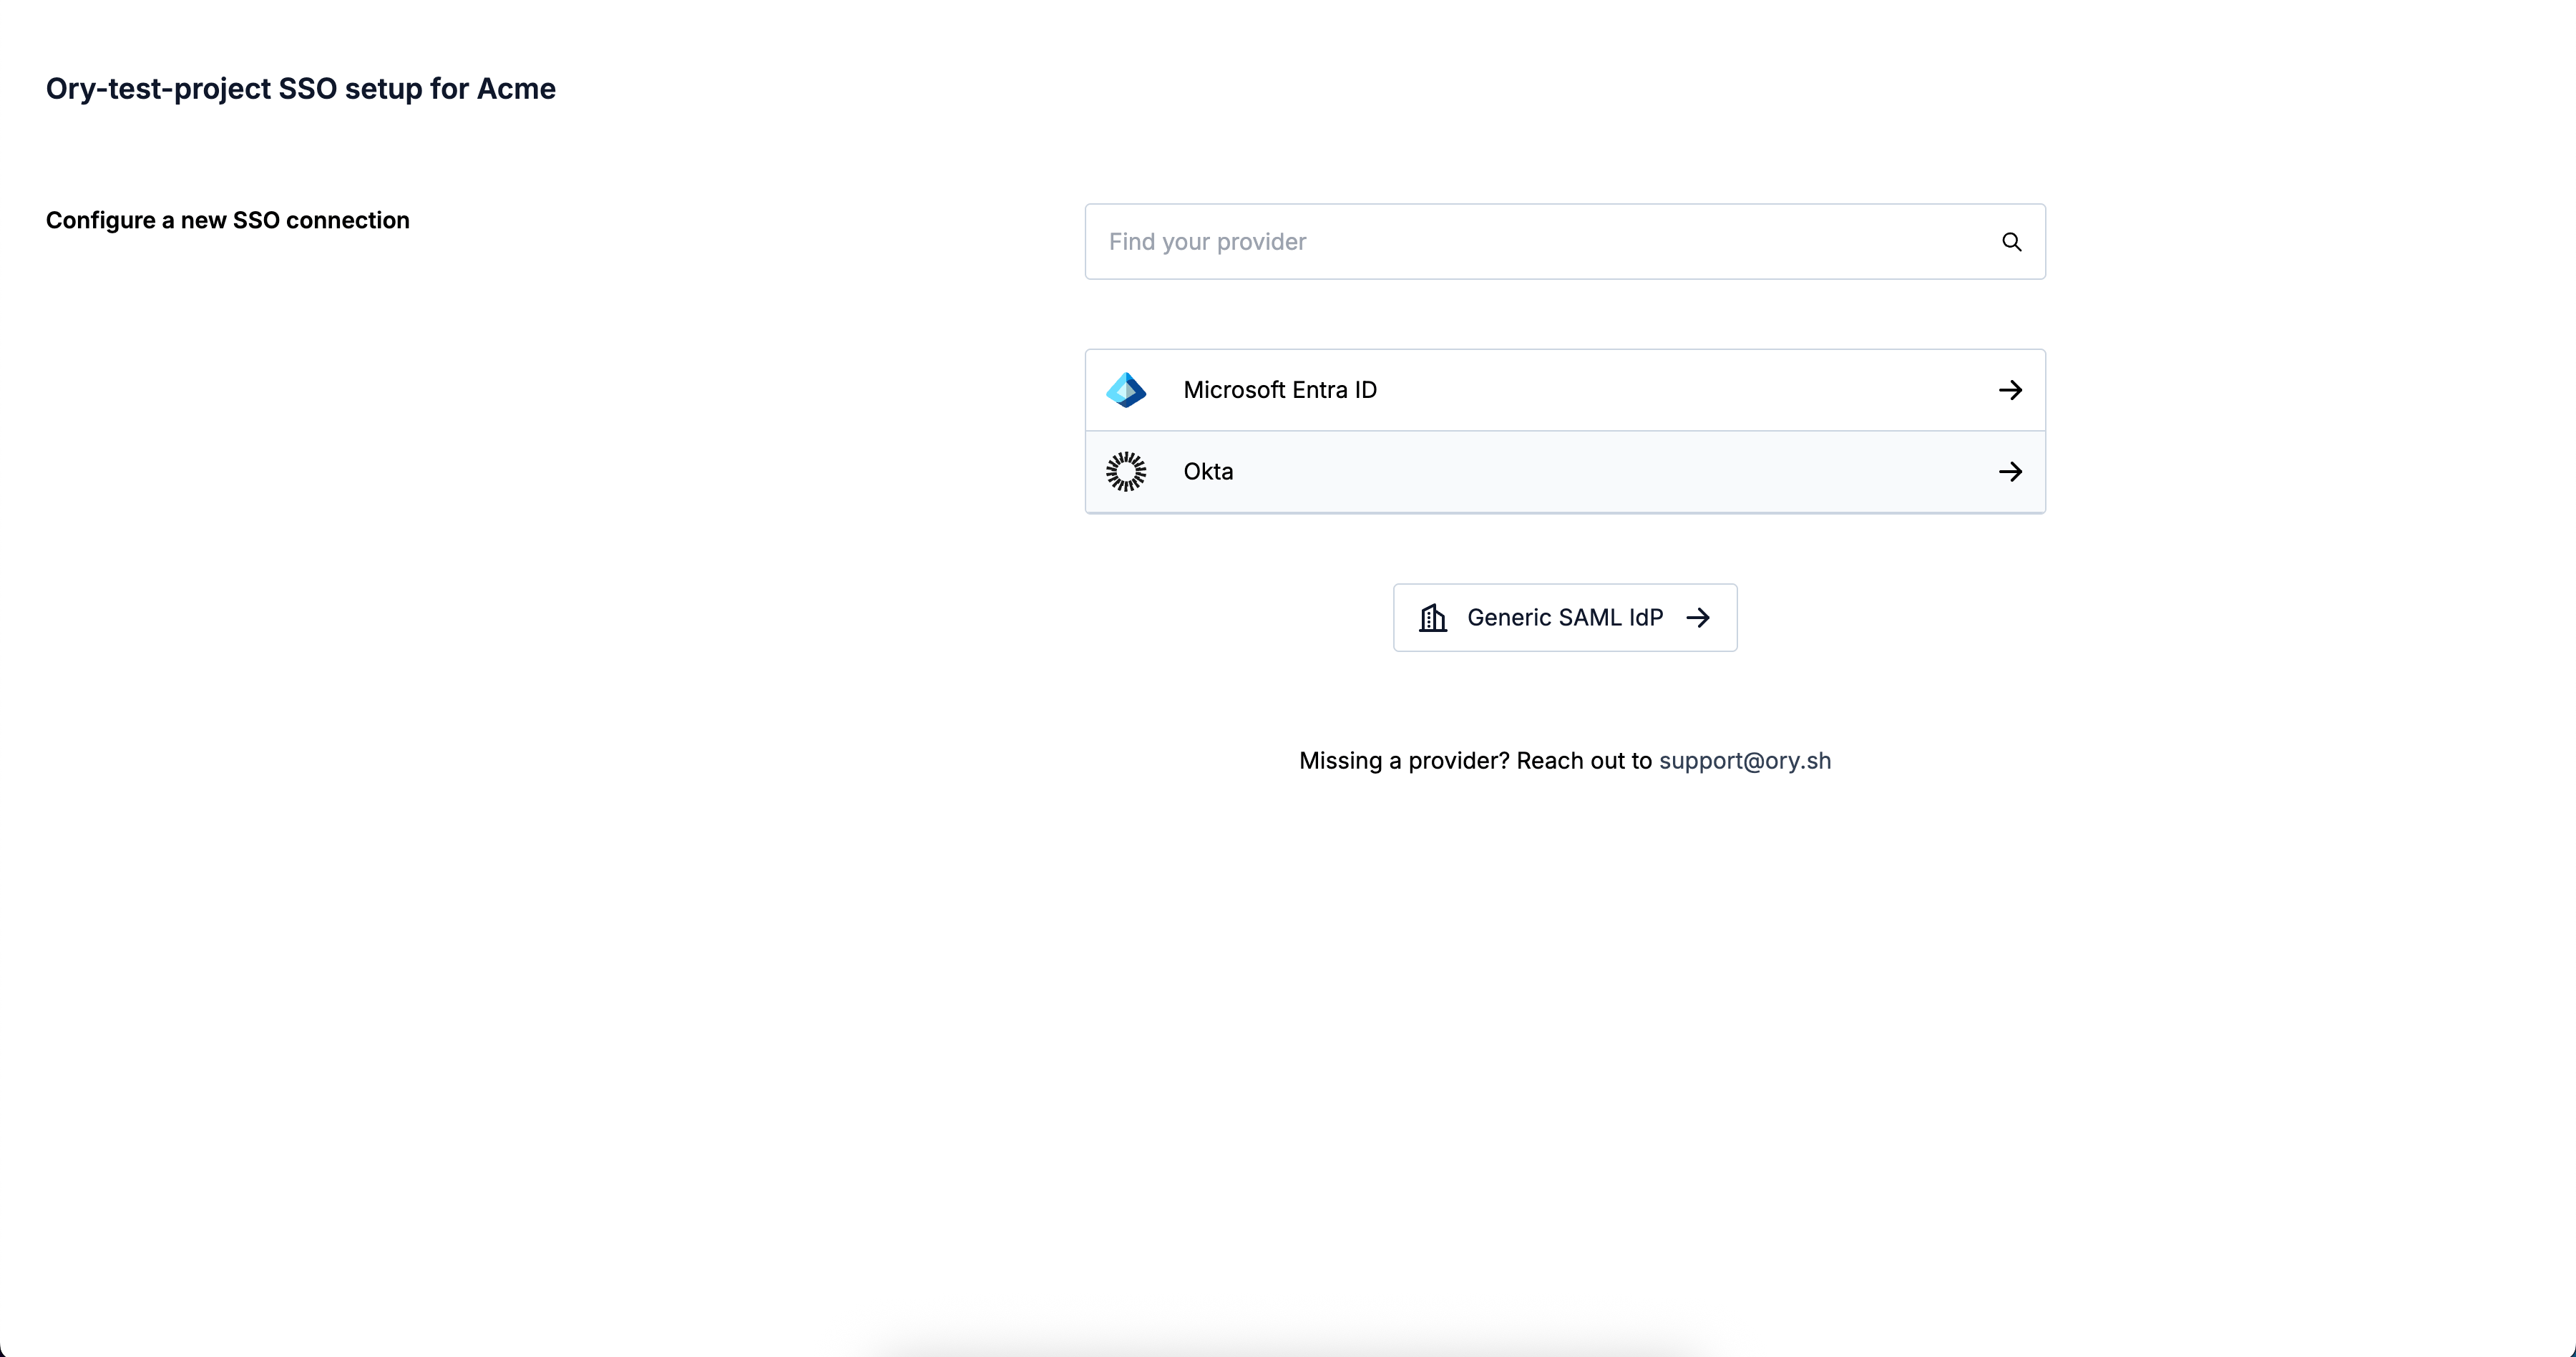 Ory-test-project SSO setup for Acme
Configure a new SSO connection
Find your provider
Microsoft Entra ID
Okta
Generic SAML IdP
Missing a provider? Reach out to support@ory.sh